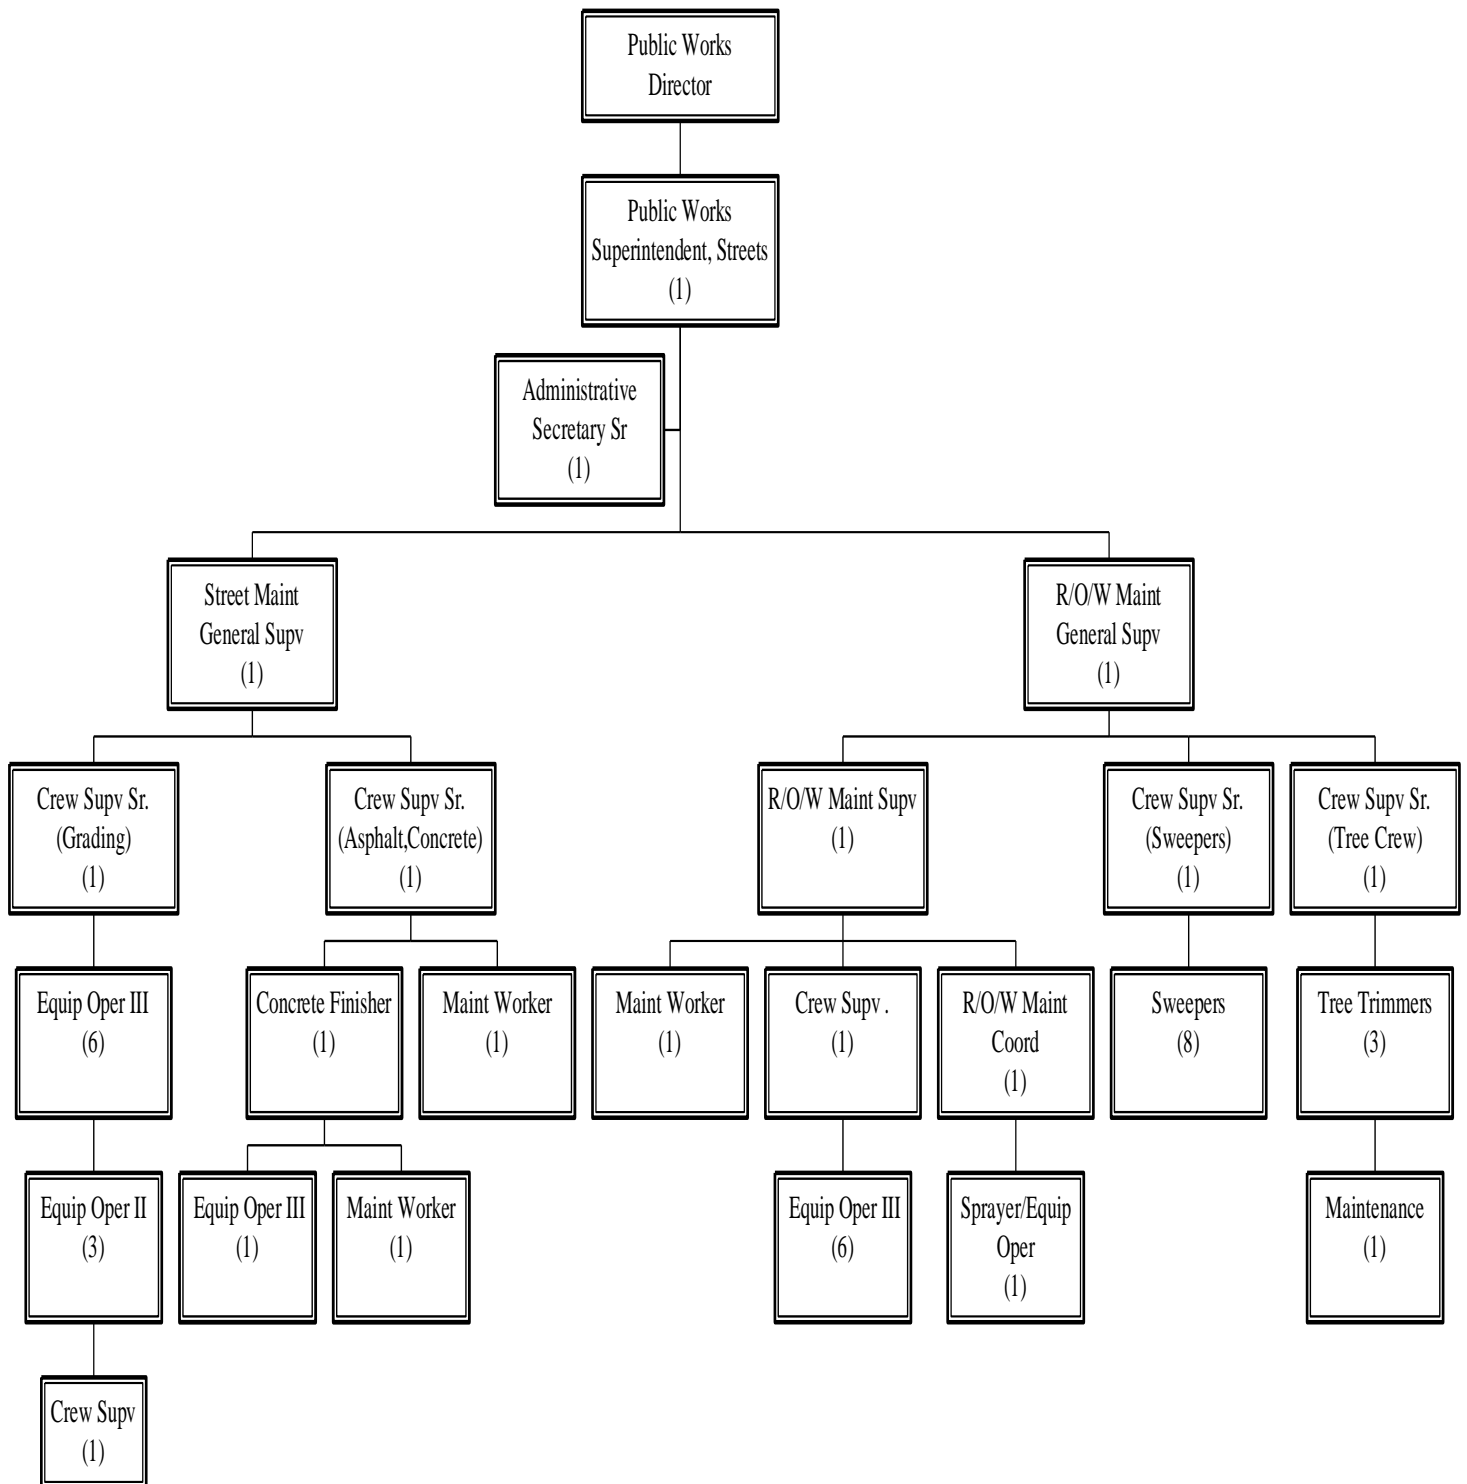 Public Works
Director
Public Works
Superintendent, Streets
(1)
Administrative
Secretary Sr
(1)
Street Maint
General Supv
(1)
R/O/W Maint
General Supv
(1)
Crew Supv Sr.
(Grading)
(1)
Crew Supv Sr.
(Asphalt,Concrete)
(1)
R/O/W Maint Supv
(1)
Crew Supv Sr.
(Sweepers)
(1)
Crew Supv Sr.
(Tree Crew)
(1)
Equip Oper III
(6)
Concrete Finisher
(1)
Maint Worker
(1)
Maint Worker
(1)
Crew Supv .
(1)
R/O/W Maint
Coord
(1)
Sweepers
(8)
Tree Trimmers
(3)
Equip Oper II
(3)
Equip Oper III
(1)
Maint Worker
(1)
Equip Oper III
(6)
Sprayer/Equip
Oper
(1)
Maintenance
(1)
Crew Supv
(1)